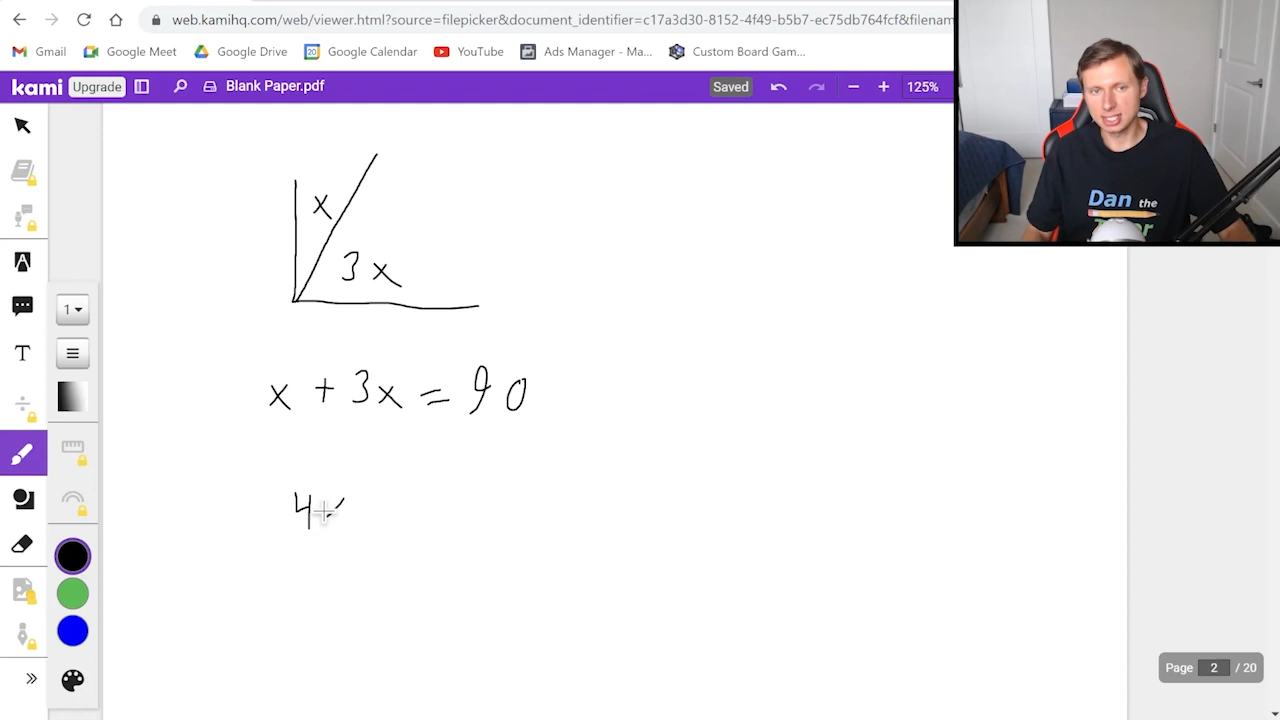 web.kamihq.com/web/viewer.html?source=filepicker&document_identifier=c17a3d30-8152-4f49-b5b7-ec75db764fcf&filenam
Gmail Google Meet Google Drive 20 Google Calendar YouTube Ads Manager - Ma... Custom Board Gam...
kami Upgrade Blank Paper.pdf Saved 125%
Dan the
x
3x
1
T
x + 3x = 90
4x
Page 2 / 20